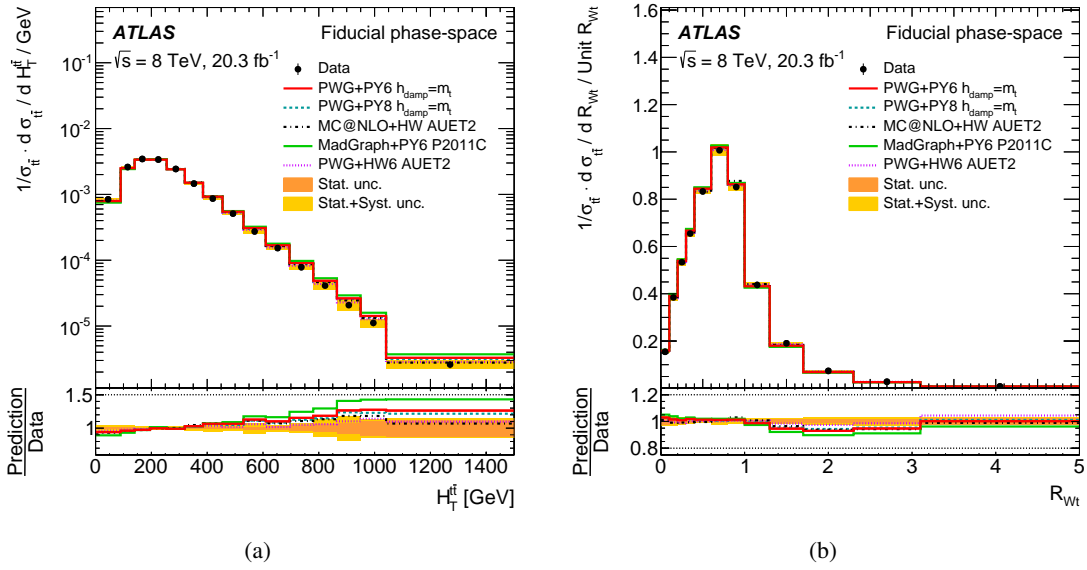 ATLAS Fiducial phase-space
√s = 8 TeV, 20.3 fb⁻¹
Data
PWG+PY6 h_damp=m_t
PWG+PY8 h_damp=m_t
MC@NLO+HW AUET2
MadGraph+PY6 P2011C
PWG+HW6 AUET2
Stat. unc.
Stat.+Syst. unc.
1/σ_tt̄ · d σ_tt̄ / d H_T^tt̄ / GeV
10⁻¹
10⁻²
10⁻³
10⁻⁴
10⁻⁵
Prediction
Data
1.5
1
0 200 400 600 800 1000 1200 1400
H_T^tt̄ [GeV]
(a)
ATLAS Fiducial phase-space
√s = 8 TeV, 20.3 fb⁻¹
Data
PWG+PY6 h_damp=m_t
PWG+PY8 h_damp=m_t
MC@NLO+HW AUET2
MadGraph+PY6 P2011C
PWG+HW6 AUET2
Stat. unc.
Stat.+Syst. unc.
1/σ_tt̄ · d σ_tt̄ / d R_Wt / Unit R_Wt
1.6
1.4
1.2
1
0.8
0.6
0.4
0.2
Prediction
Data
1.2
1
0.8
0 1 2 3 4 5
R_Wt
(b)